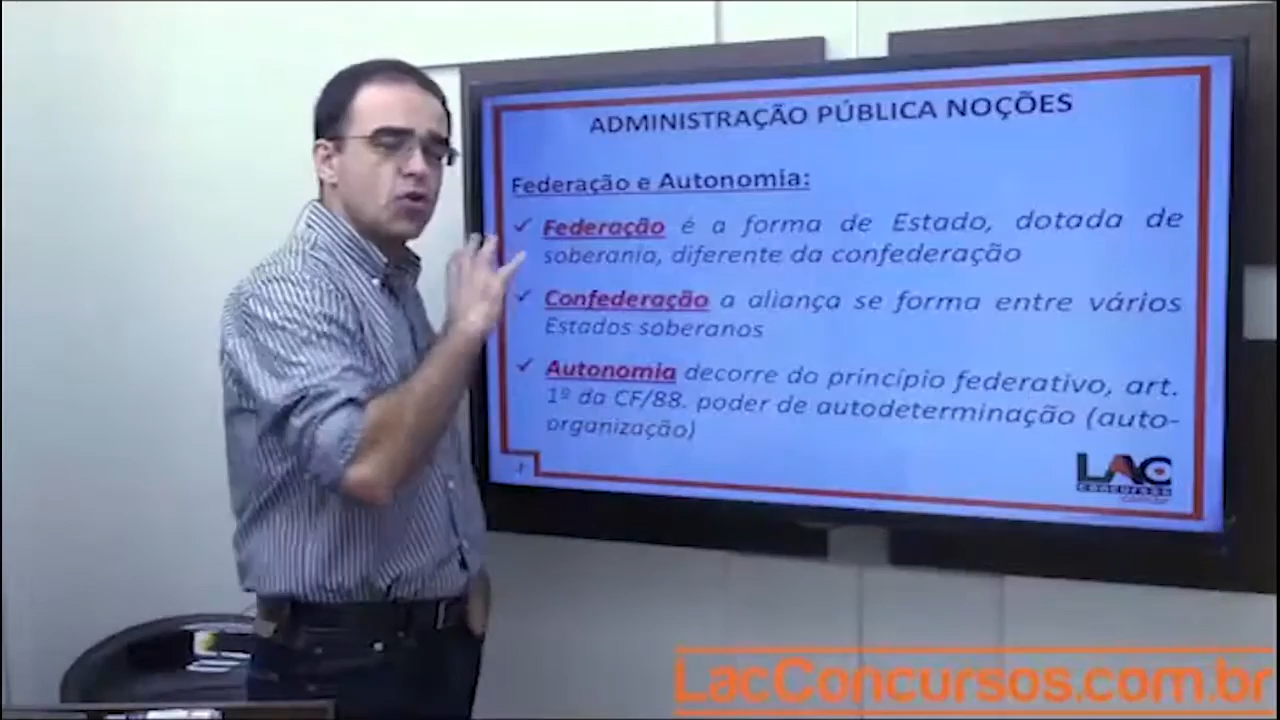 ADMINISTRAÇÃO PÚBLICA NOÇÕES
Federação e Autonomia:
✓ Federação é a forma de Estado, dotada de
soberania, diferente da confederação
✓ Confederação a aliança se forma entre vários
Estados soberanos
✓ Autonomia decorre do princípio federativo, art.
1º da CF/88. poder de autodeterminação (auto-
organização)
LAC
CONCURSOS
LacConcursos.com.br